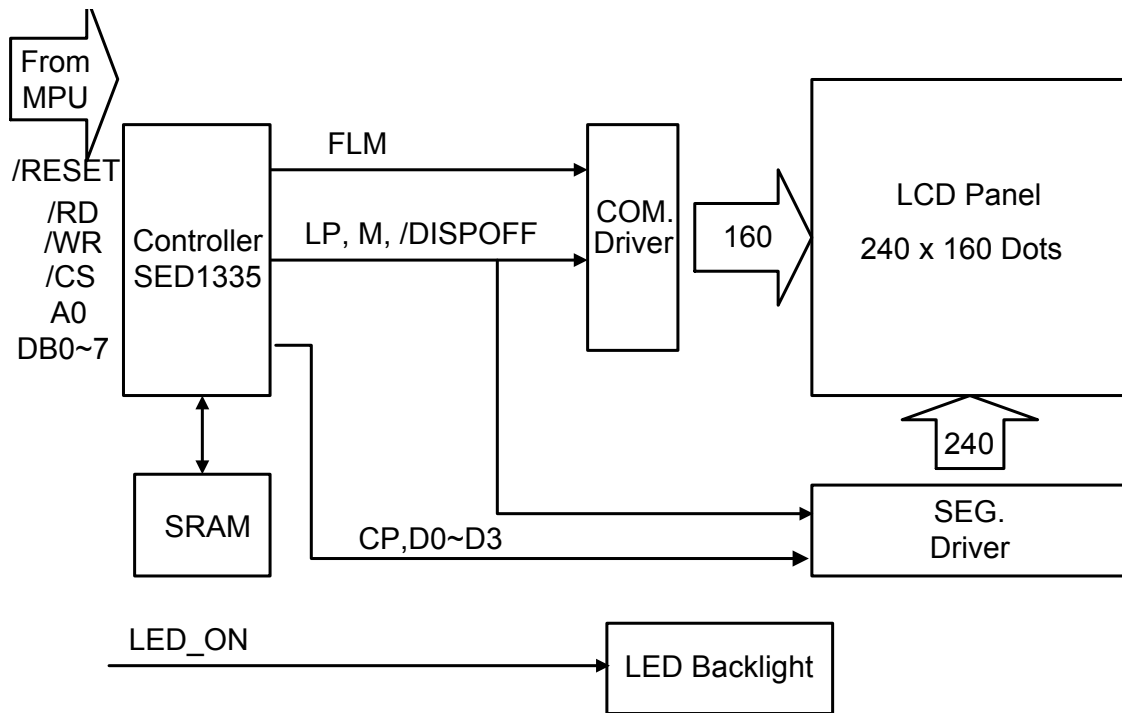 From
MPU
/RESET
/RD
/WR
/CS
A0
DB0~7
Controller
SED1335
FLM
LP, M, /DISPOFF
COM.
Driver
160
LCD Panel
240 x 160 Dots
240
SRAM
CP,D0~D3
SEG.
Driver
LED_ON
LED Backlight